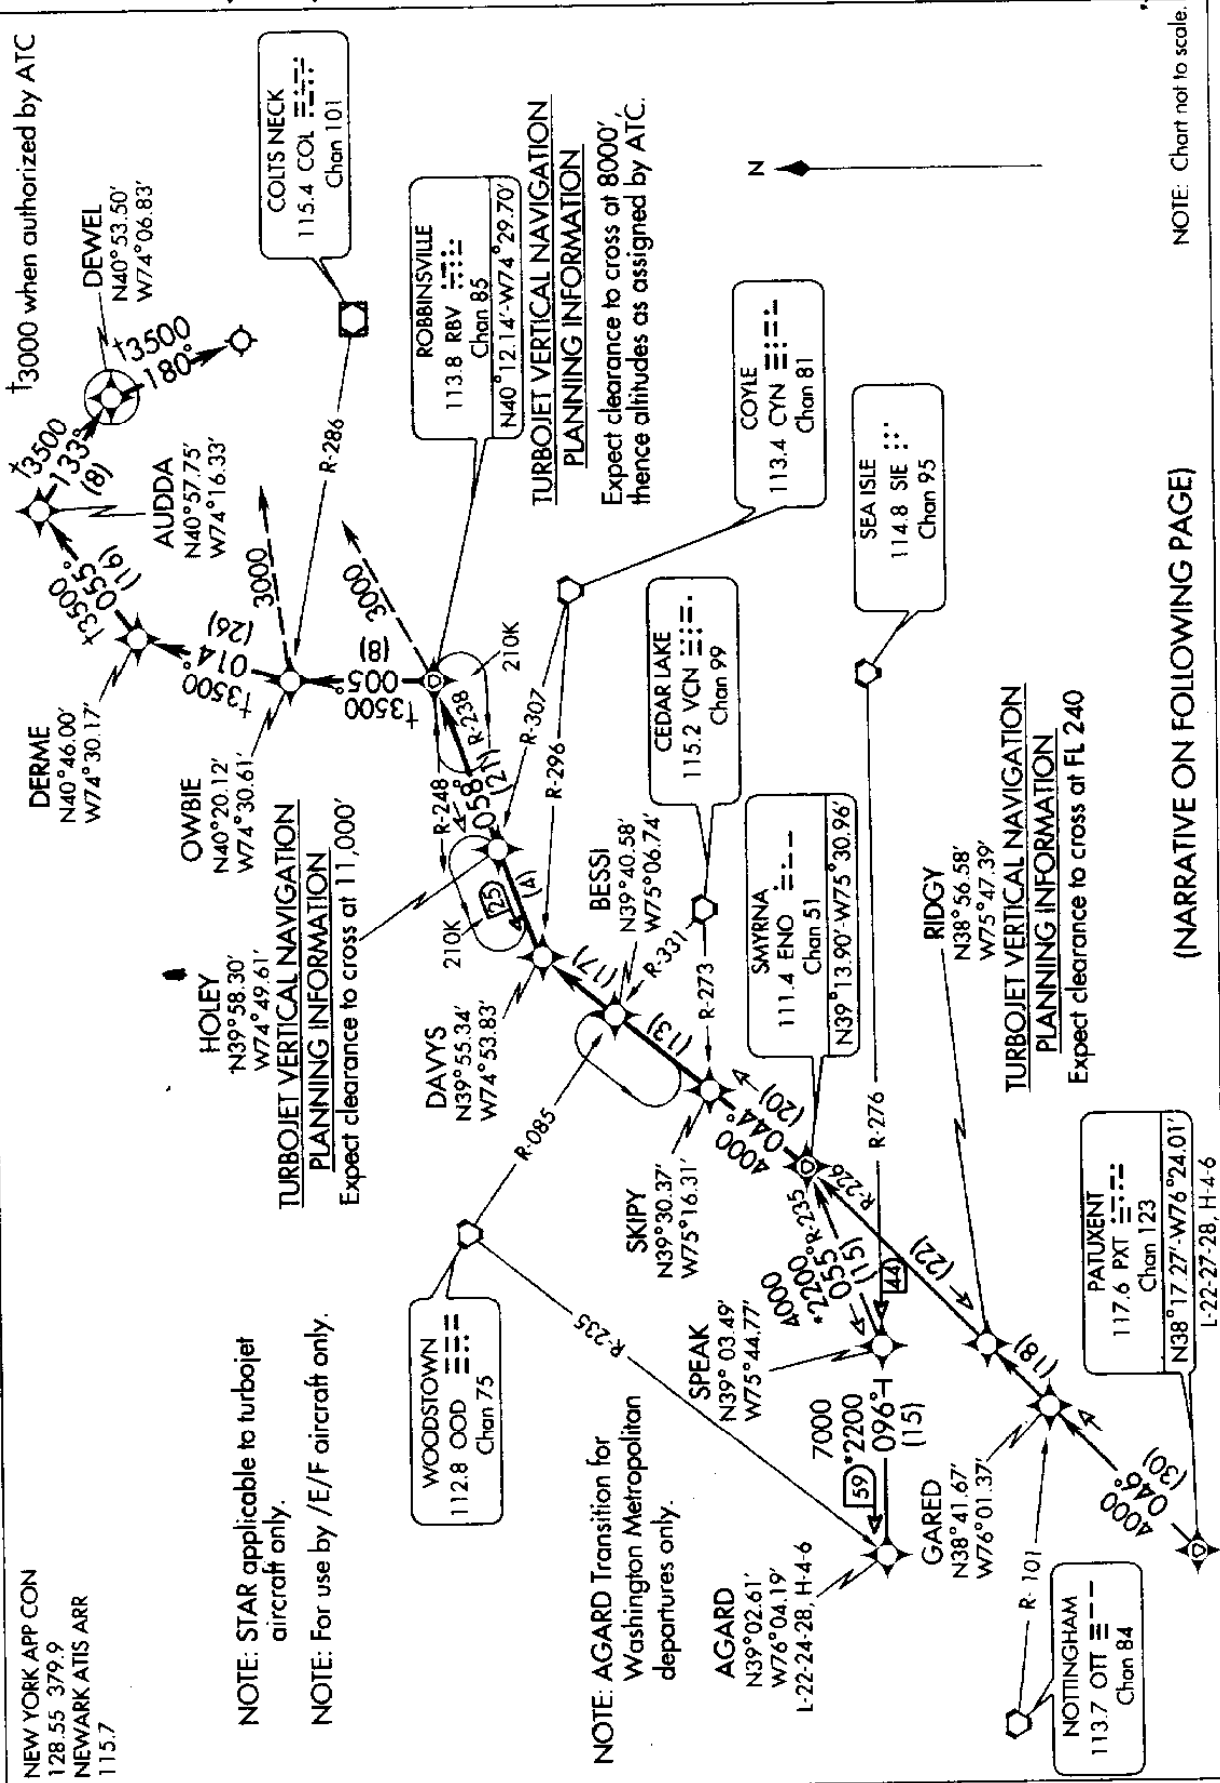 NEW YORK APP CON
128.55 379.9
NEWARK ATIS ARR
115.7
NOTE: STAR applicable to turbojet
aircraft only.
NOTE: For use by /E/F aircraft only.
†3000 when authorized by ATC
DERME
N40°46.00'
W74°30.17'
†3500
055°
(16)
AUDDA
N40°57.75'
W74°16.33'
†3500
133°
(8)
DEWEL
N40°53.50'
W74°06.83'
†3500
180°
COLTS NECK
115.4 COL
Chan 101
R-286
OWBIE
N40°20.12'
W74°30.61'
†3500
014°
(26)
3000
†3500
005°
(8)
3000
ROBBINSVILLE
113.8 RBV
Chan 85
N40°12.14'-W74°29.70'
TURBOJET VERTICAL NAVIGATION
PLANNING INFORMATION
Expect clearance to cross at 8000',
thence altitudes as assigned by ATC.
210K
R-238
R-248
058°
(21)
HOLEY
N39°58.30'
W74°49.61'
TURBOJET VERTICAL NAVIGATION
PLANNING INFORMATION
Expect clearance to cross at 11,000'
210K
25
(4)
R-307
R-296
COYLE
113.4 CYN
Chan 81
N
DAVYS
N39°55.34'
W74°53.83'
(17)
BESSI
N39°40.58'
W75°06.74'
R-331
R-273
CEDAR LAKE
115.2 VCN
Chan 99
SEA ISLE
114.8 SIE
Chan 95
WOODSTOWN
112.8 OOD
Chan 75
R-085
R-235
(13)
SKIPY
N39°30.37'
W75°16.31'
4000
044°
(20)
SMYRNA
111.4 ENO
Chan 51
N39°13.90'-W75°30.96'
R-276
44
NOTE: AGARD Transition for
Washington Metropolitan
departures only.
SPEAK
N39°03.49'
W75°44.77'
4000
*2200
R-235
055°
(15)
R-226
(22)
RIDGY
N38°56.58'
W75°47.39'
TURBOJET VERTICAL NAVIGATION
PLANNING INFORMATION
Expect clearance to cross at FL 240
AGARD
N39°02.61'
W76°04.19'
L-22-24-28, H-4-6
7000
*2200
59
096°
(15)
GARED
N38°41.67'
W76°01.37'
(18)
R-101
NOTTINGHAM
113.7 OTT
Chan 84
4000
046°
(30)
PATUXENT
117.6 PXT
Chan 123
N38°17.27'-W76°24.01'
L-22-27-28, H-4-6
(NARRATIVE ON FOLLOWING PAGE)
NOTE: Chart not to scale.